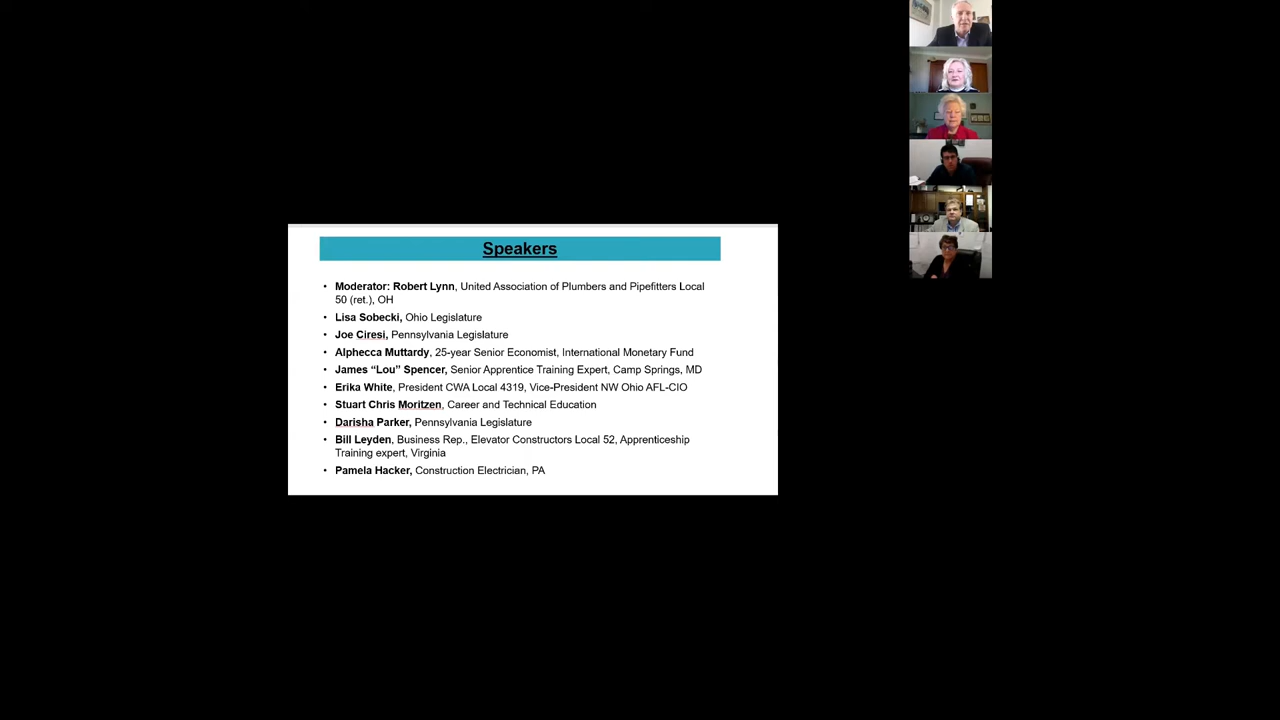 Speakers
• Moderator: Robert Lynn, United Association of Plumbers and Pipefitters Local
50 (ret.), OH
• Lisa Sobecki, Ohio Legislature
• Joe Ciresi, Pennsylvania Legislature
• Alphecca Muttardy, 25-year Senior Economist, International Monetary Fund
• James “Lou” Spencer, Senior Apprentice Training Expert, Camp Springs, MD
• Erika White, President CWA Local 4319, Vice-President NW Ohio AFL-CIO
• Stuart Chris Moritzen, Career and Technical Education
• Darisha Parker, Pennsylvania Legislature
• Bill Leyden, Business Rep., Elevator Constructors Local 52, Apprenticeship
Training expert, Virginia
• Pamela Hacker, Construction Electrician, PA